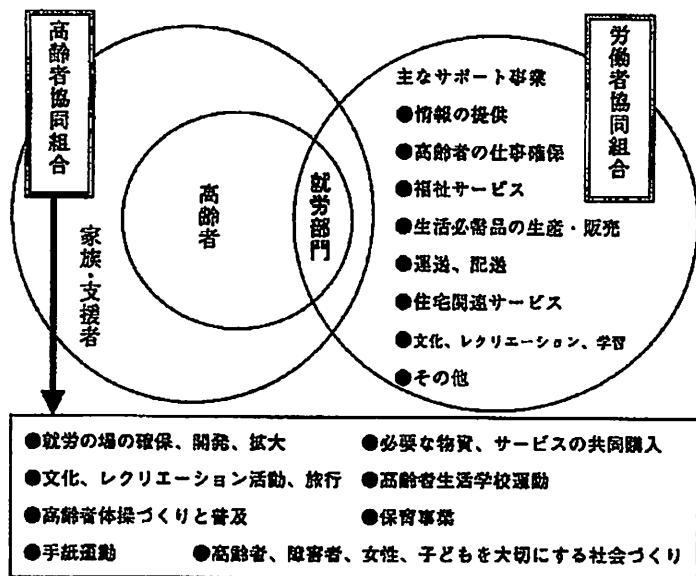 高齢者協同組合
家族・支援者
高齢者
就労部門
労働者協同組合
主なサポート事業
●情報の提供
●高齢者の仕事確保
●福祉サービス
●生活必需品の生産・販売
●運送、配送
●住宅関連サービス
●文化、レクリエーション、学習
●その他
●就労の場の確保、開発、拡大 ●必要な物資、サービスの共同購入
●文化、レクリエーション活動、旅行 ●高齢者生活学校運動
●高齢者体操づくりと普及 ●保育事業
●手紙運動 ●高齢者、障害者、女性、子どもを大切にする社会づくり